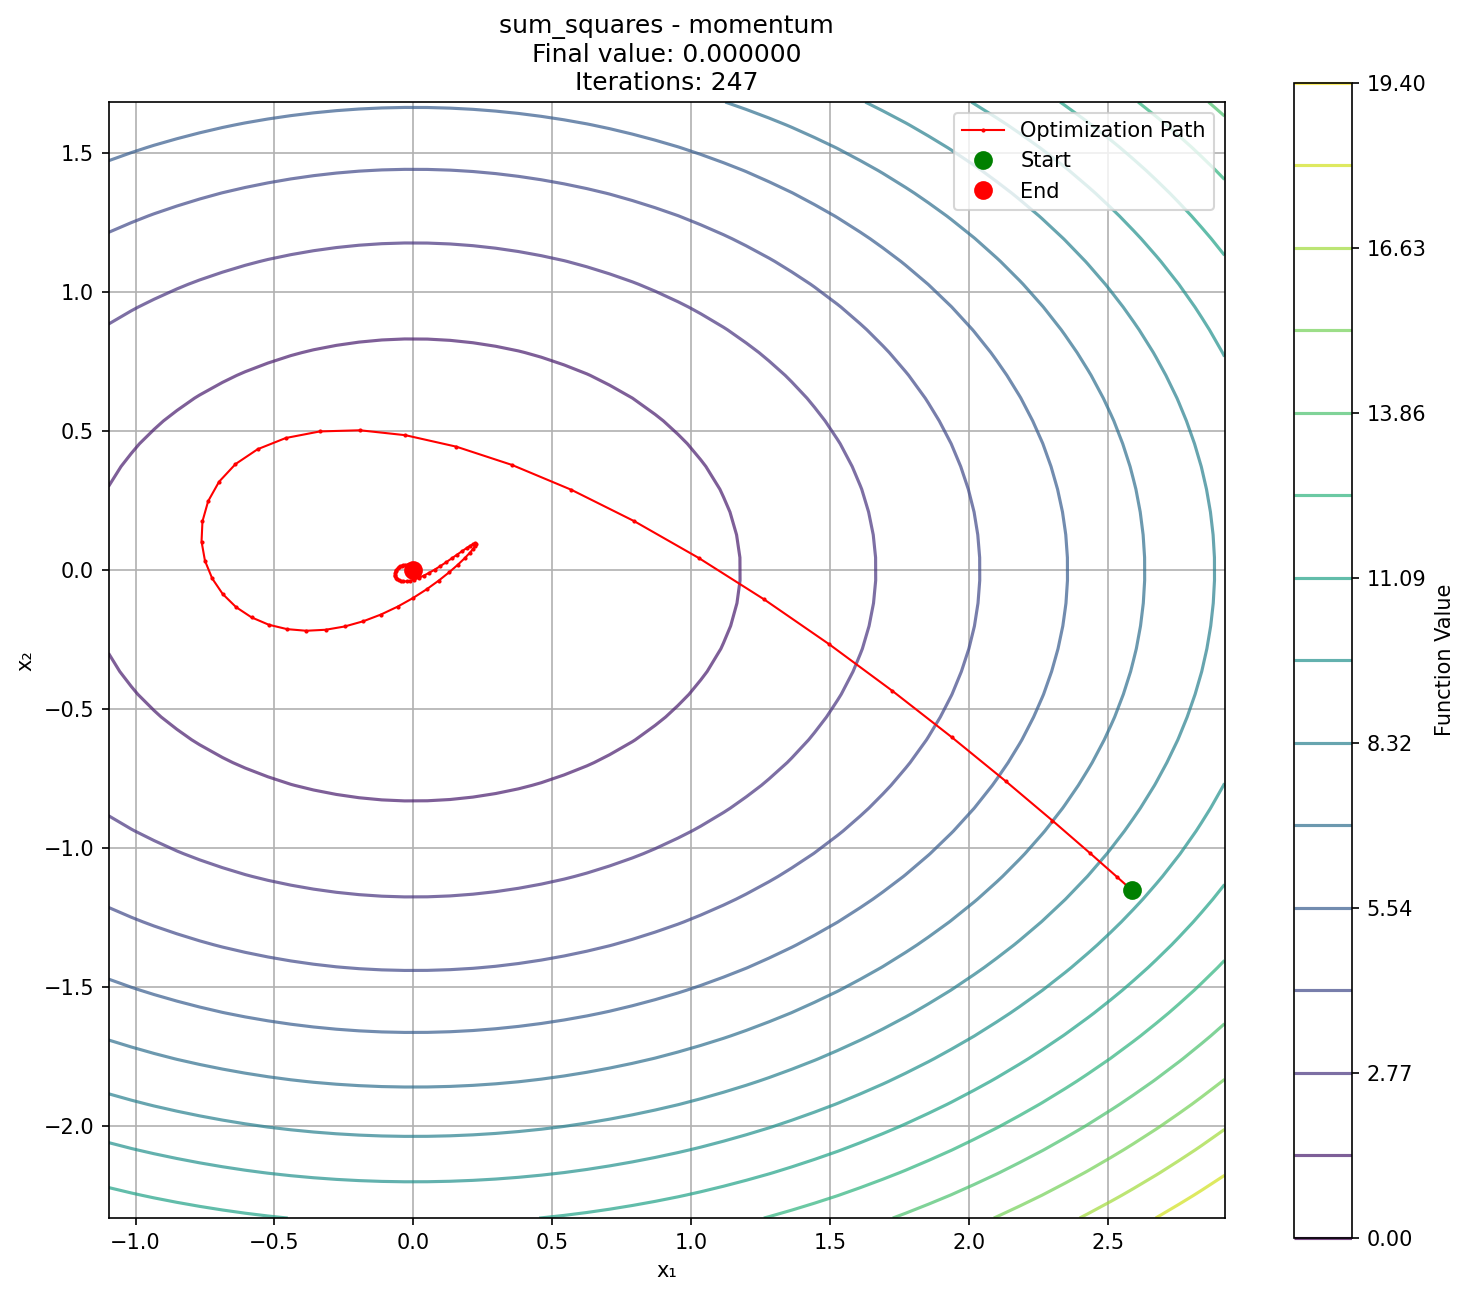 sum_squares - momentum
Final value: 0.000000
Iterations: 247
Optimization Path
Start
End
1.5
1.0
0.5
0.0
−0.5
−1.0
−1.5
−2.0
x₂
−1.0
−0.5
0.0
0.5
1.0
1.5
2.0
2.5
x₁
19.40
16.63
13.86
11.09
8.32
5.54
2.77
0.00
Function Value